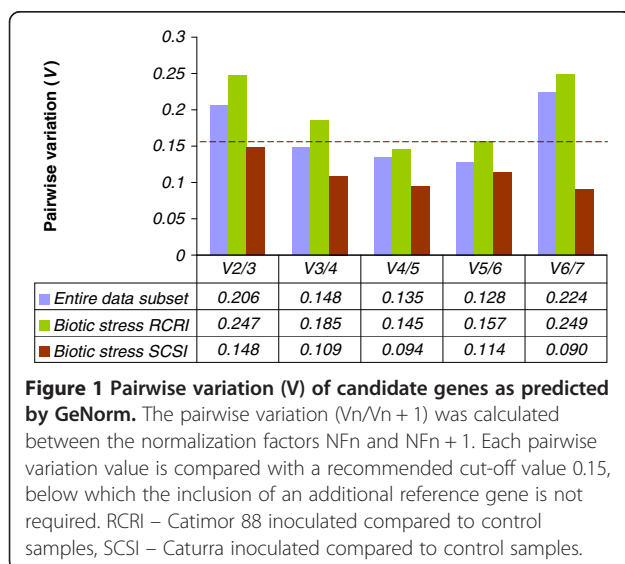 Pairwise variation (V)
0.3
0.25
0.2
0.15
0.1
0.05
0
V2/3 V3/4 V4/5 V5/6 V6/7
Entire data subset 0.206 0.148 0.135 0.128 0.224
Biotic stress RCRI 0.247 0.185 0.145 0.157 0.249
Biotic stress SCSI 0.148 0.109 0.094 0.114 0.090
Figure 1 Pairwise variation (V) of candidate genes as predicted
by GeNorm. The pairwise variation (Vn/Vn + 1) was calculated
between the normalization factors NFn and NFn + 1. Each pairwise
variation value is compared with a recommended cut-off value 0.15,
below which the inclusion of an additional reference gene is not
required. RCRI – Catimor 88 inoculated compared to control
samples, SCSI – Caturra inoculated compared to control samples.